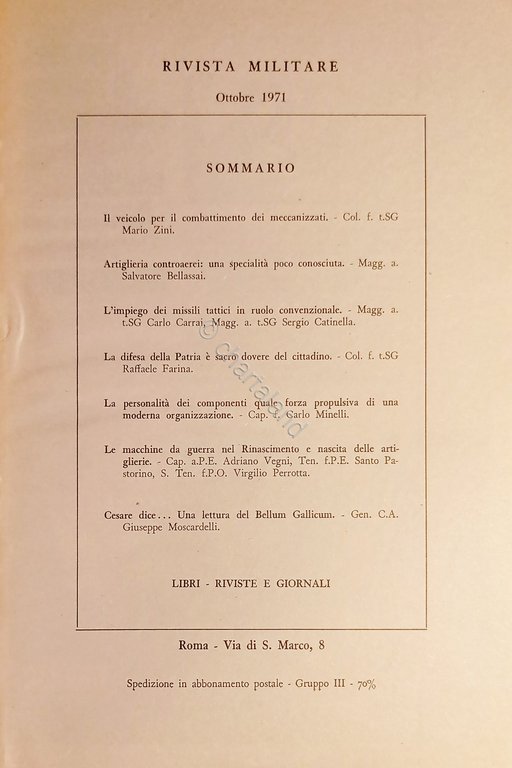 RIVISTA MILITARE
Ottobre 1971
SOMMARIO
Il veicolo per il combattimento dei meccanizzati. - Col. f. t.SG
Mario Zini.
Artiglieria controaerei: una specialità poco conosciuta. - Magg. a.
Salvatore Bellassai.
L'impiego dei missili tattici in ruolo convenzionale. - Magg. a.
t.SG Carlo Carrai, Magg. a. t.SG Sergio Catinella.
La difesa della Patria è sacro dovere del cittadino. - Col. f. t.SG
Raffaele Farina.
La personalità dei componenti quale forza propulsiva di una
moderna organizzazione. - Cap. f. Carlo Minelli.
Le macchine da guerra nel Rinascimento e nascita delle arti-
glierie. - Cap. a.P.E. Adriano Vegni, Ten. f.P.E. Santo Pa-
storino, S. Ten. f.P.O. Virgilio Perrotta.
Cesare dice... Una lettura del Bellum Gallicum. - Gen. C.A.
Giuseppe Moscardelli.
LIBRI - RIVISTE E GIORNALI
Roma - Via di S. Marco, 8
Spedizione in abbonamento postale - Gruppo III - 70%
© chartaland